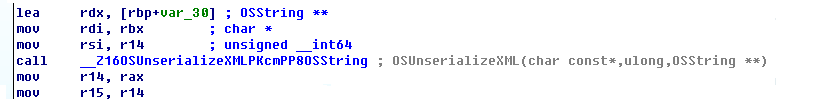 lea rdx, [rbp+var_30] ; OSString **
mov rdi, rbx ; char *
mov rsi, r14 ; unsigned __int64
call __Z16OSUnserializeXMLPKcmPP8OSString ; OSUnserializeXML(char const*,ulong,OSString **)
mov r14, rax
mov r15, r14